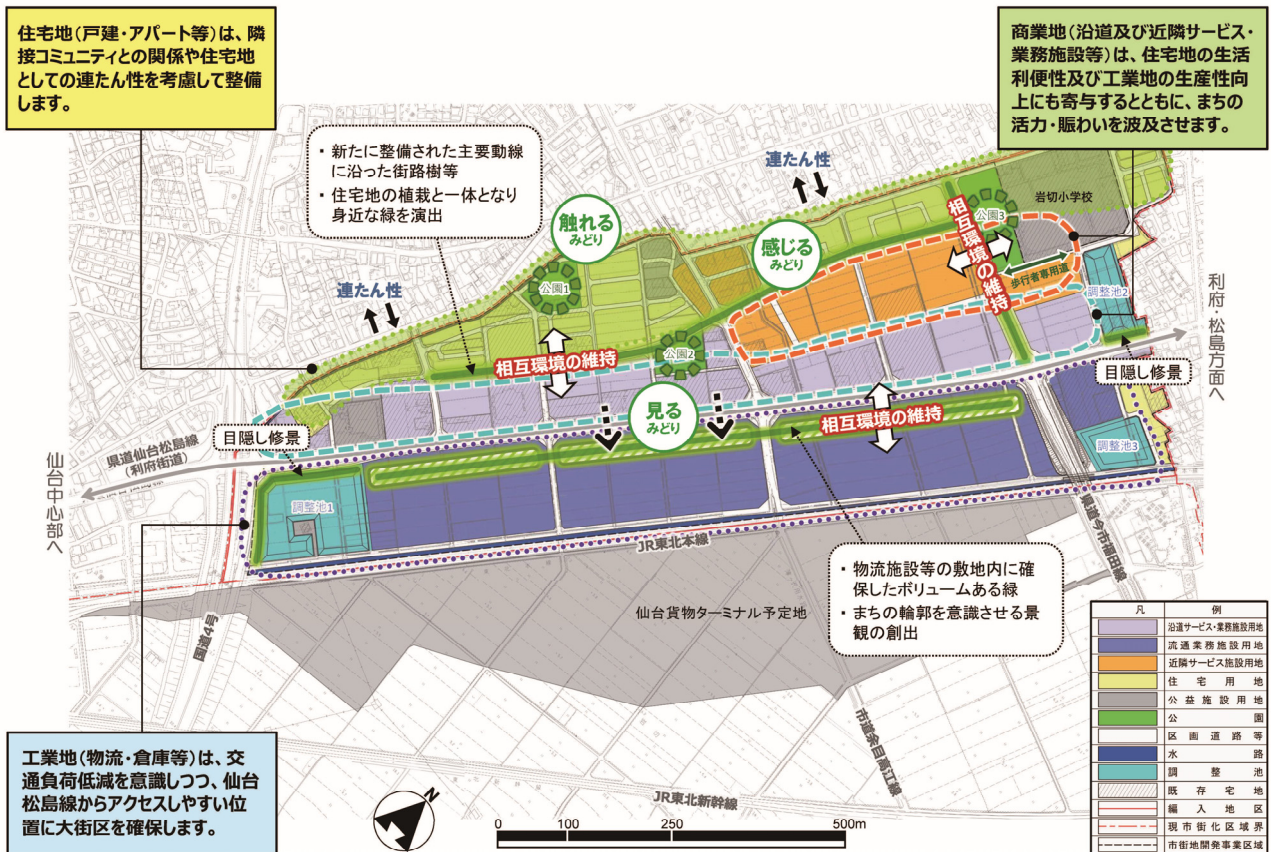 住宅地(戸建・アパート等)は、隣
接コミュニティとの関係や住宅地
としての連たん性を考慮して整備
します。
商業地(沿道及び近隣サービス・
業務施設等)は、住宅地の生活
利便性及び工業地の生産性向
上にも寄与するとともに、まちの
活力・賑わいを波及させます。
・新たに整備された主要動線
に沿った街路樹等
・住宅地の植栽と一体となり
身近な緑を演出
連たん性
触れる
みどり
感じる
みどり
岩切小学校
公園3
相互環境の維持
歩行者専用道
調整池2
連たん性
公園1
公園2
相互環境の維持
利府・松島方面へ
目隠し修景
見る
みどり
相互環境の維持
目隠し修景
県道仙台松島線
(利府街道)
仙台中心部へ
調整池1
調整池3
JR東北本線
国道4号
仙台貨物ターミナル予定地
・物流施設等の敷地内に確
保したボリュームある緑
・まちの輪郭を意識させる景
観の創出
JR東北新幹線
工業地(物流・倉庫等)は、交
通負荷低減を意識しつつ、仙台
松島線からアクセスしやすい位
置に大街区を確保します。
N
0 100 250 500m
凡例
沿道サービス・業務施設用地
流通業務施設用地
近隣サービス施設用地
住宅用地
公益施設用地
公園
区画道路等
水路
調整池
既存宅地
編入地区
現市街化区域界
市街地開発事業区域